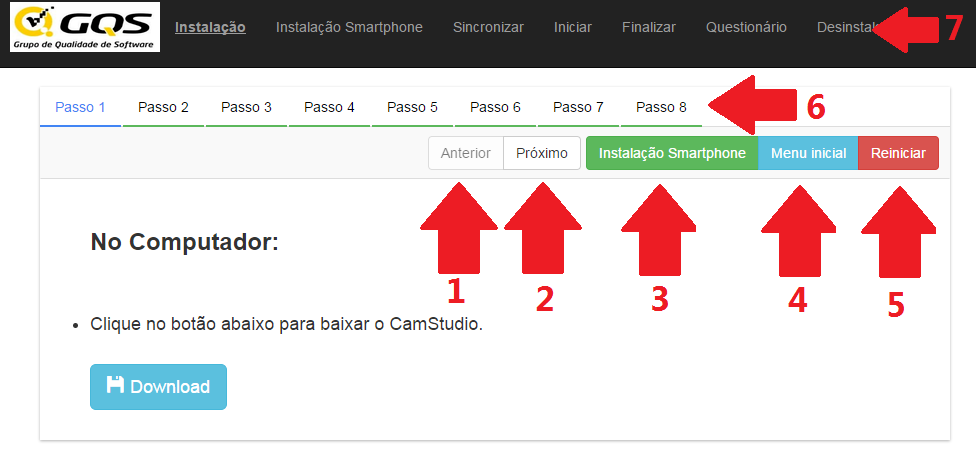 GQS
Grupo de Qualidade de Software
Instalação Instalação Smartphone Sincronizar Iniciar Finalizar Questionário 7
Passo 1 Passo 2 Passo 3 Passo 4 Passo 5 Passo 6 Passo 7 Passo 8 6
Anterior Próximo Instalação Smartphone Menu inicial Reiniciar
1 2 3 4 5
No Computador:
• Clique no botão abaixo para baixar o CamStudio.
Download